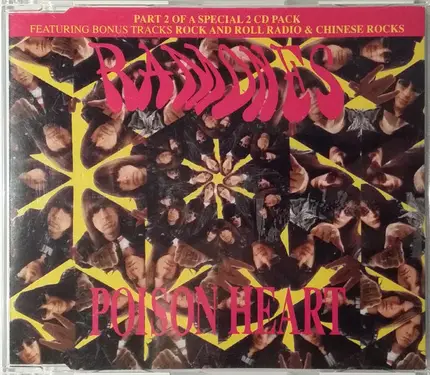 PART 2 OF A SPECIAL 2 CD PACK
FEATURING BONUS TRACKS ROCK AND ROLL RADIO & CHINESE ROCKS
RAMONES
POISON HEART